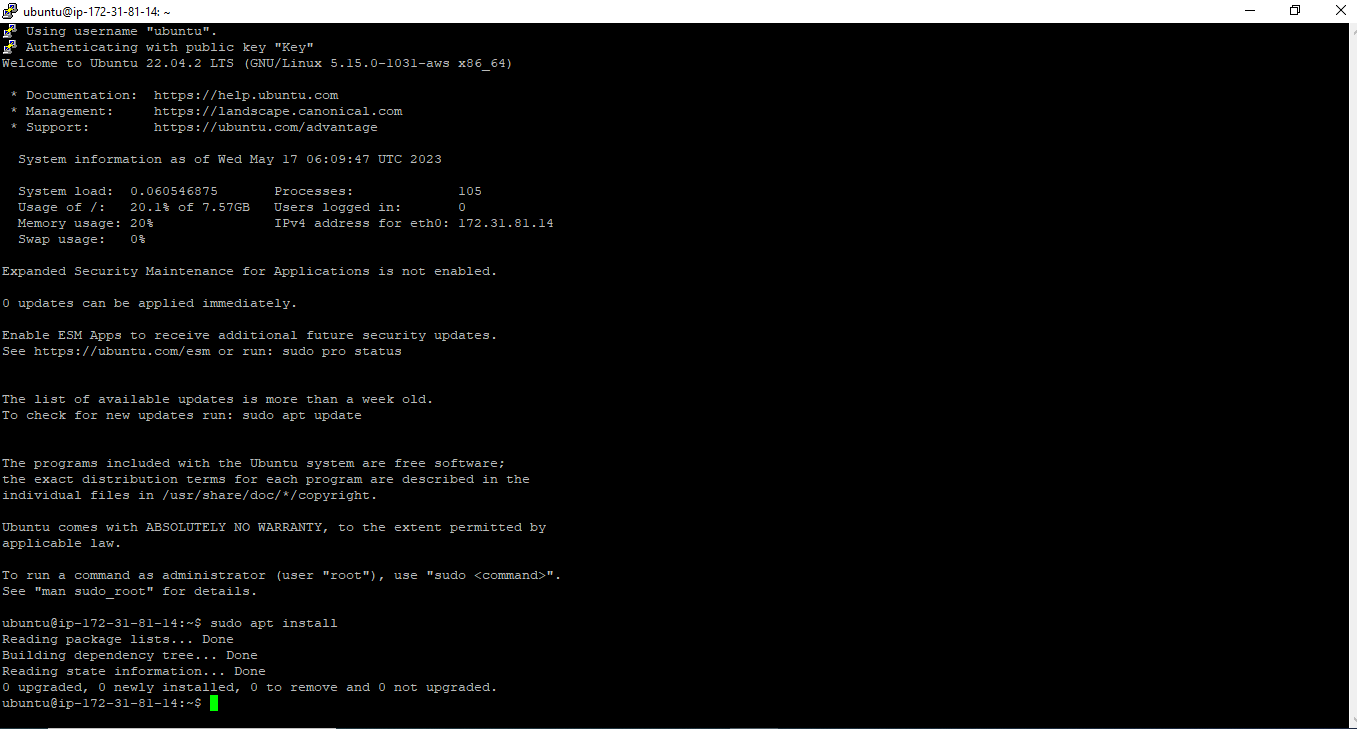 ubuntu@ip-172-31-81-14: ~
Using username "ubuntu".
Authenticating with public key "Key"
Welcome to Ubuntu 22.04.2 LTS (GNU/Linux 5.15.0-1031-aws x86_64)
* Documentation:  https://help.ubuntu.com
* Management:     https://landscape.canonical.com
* Support:        https://ubuntu.com/advantage
System information as of Wed May 17 06:09:47 UTC 2023
System load:  0.060546875       Processes:             105
Usage of /:   20.1% of 7.57GB   Users logged in:       0
Memory usage: 20%               IPv4 address for eth0: 172.31.81.14
Swap usage:   0%
Expanded Security Maintenance for Applications is not enabled.
0 updates can be applied immediately.
Enable ESM Apps to receive additional future security updates.
See https://ubuntu.com/esm or run: sudo pro status
The list of available updates is more than a week old.
To check for new updates run: sudo apt update
The programs included with the Ubuntu system are free software;
the exact distribution terms for each program are described in the
individual files in /usr/share/doc/*/copyright.
Ubuntu comes with ABSOLUTELY NO WARRANTY, to the extent permitted by
applicable law.
To run a command as administrator (user "root"), use "sudo <command>".
See "man sudo_root" for details.
ubuntu@ip-172-31-81-14:~$ sudo apt install
Reading package lists... Done
Building dependency tree... Done
Reading state information... Done
0 upgraded, 0 newly installed, 0 to remove and 0 not upgraded.
ubuntu@ip-172-31-81-14:~$